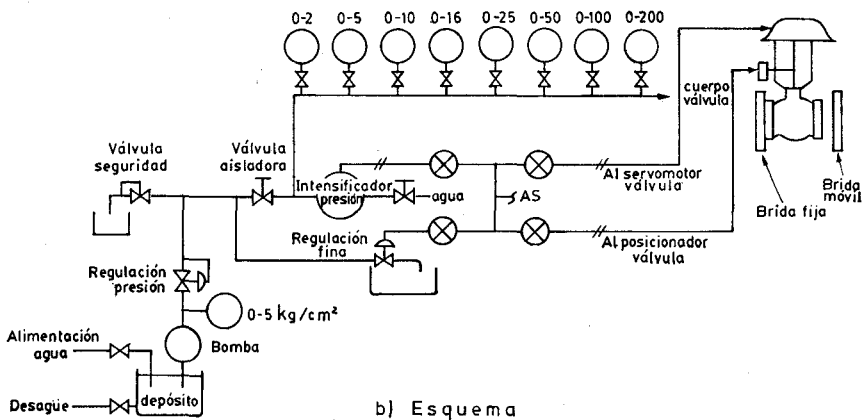 0-2
0-5
0-10
0-16
0-25
0-50
0-100
0-200
cuerpo
válvula
Válvula
seguridad
Válvula
aisladora
Intensificador
presión
agua
AS
Al servomotor
válvula
Brida
móvil
Brida fija
Regulación
fina
Al posicionador
válvula
Regulación
presión
0-5 kg/cm²
Alimentación
agua
Bomba
Desagüe
depósito
b) Esquema